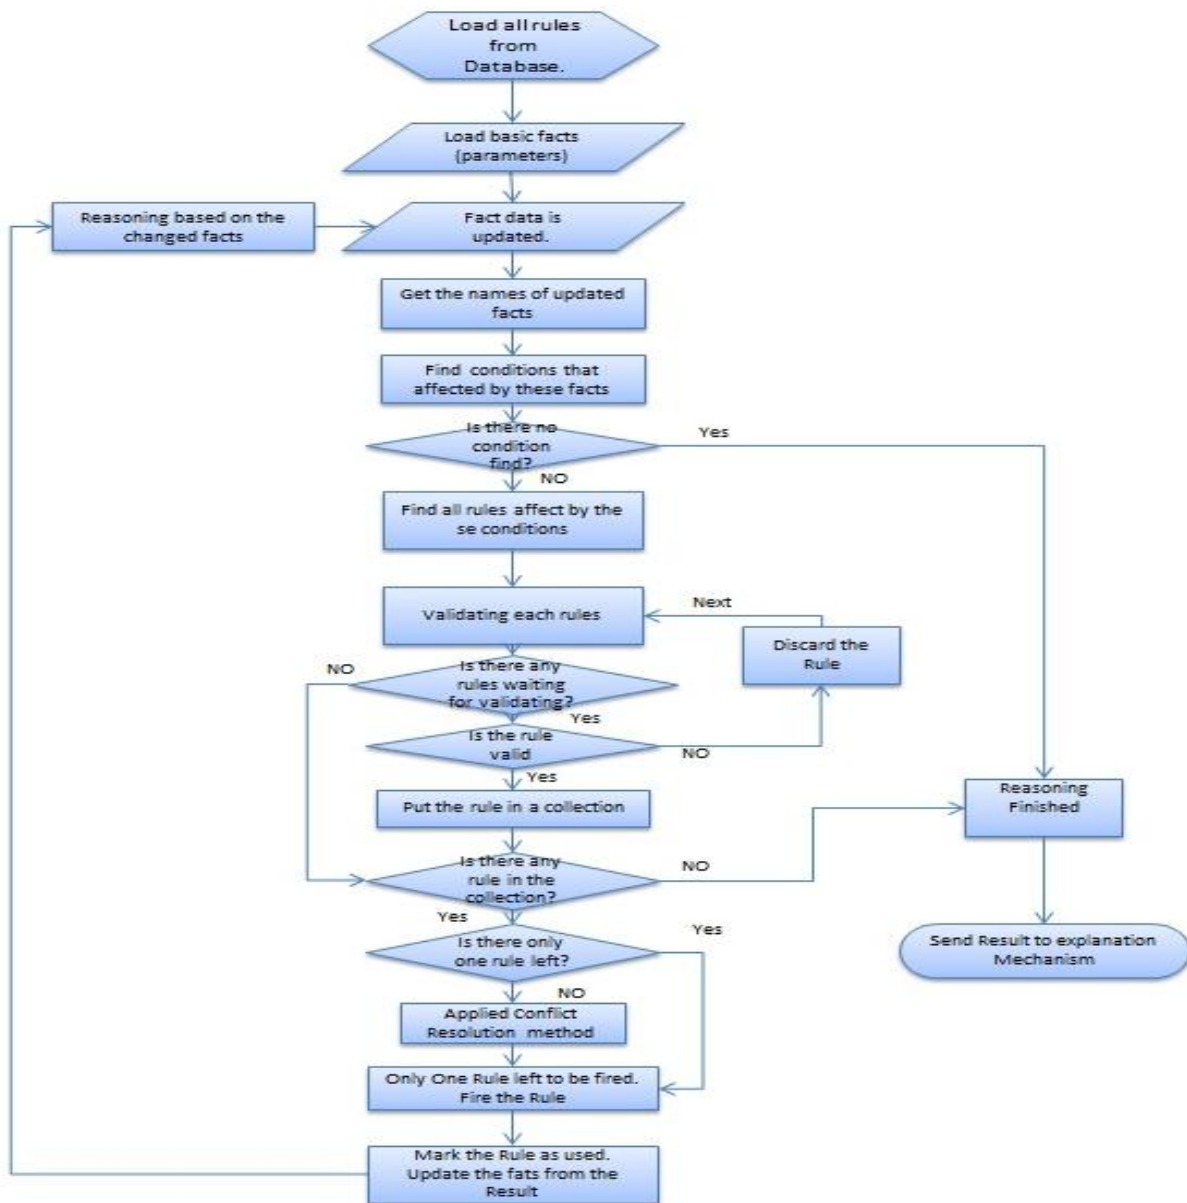 Load all rules
from
Database.
Load basic facts
(parameters)
Reasoning based on the
changed facts
Fact data is
updated.
Get the names of updated
facts
Find conditions that
affected by these facts
Is there no
condition
find?
Yes
NO
Find all rules affect by the
se conditions
Validating each rules
Next
Discard the
Rule
NO
Is there any
rules waiting
for validating?
Yes
Is the rule
valid
NO
Yes
Put the rule in a collection
Reasoning
Finished
Is there any
rule in the
collection?
NO
Yes
Is there only
one rule left?
Yes
Send Result to explanation
Mechanism
NO
Applied Conflict
Resolution method
Only One Rule left to be fired.
Fire the Rule
Mark the Rule as used.
Update the fats from the
Result